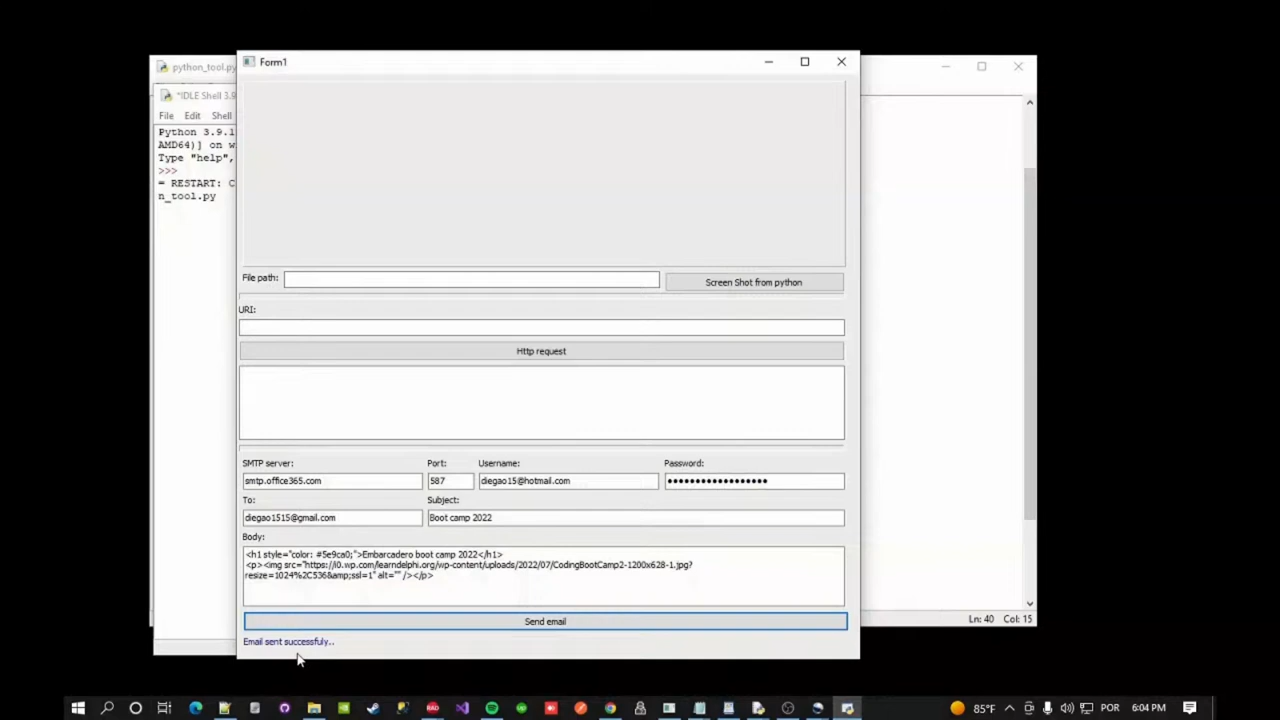 Form1
python_tool.py
*IDLE Shell 3.9
File Edit Shell
Python 3.9.1
AMD64)] on w
Type "help",
>>>
= RESTART: C
n_tool.py
File path:
Screen Shot from python
URI:
Http request
SMTP server: Port: Username: Password:
smtp.office365.com 587 diegao15@hotmail.com ••••••••••••••••••
To: Subject:
diegao1515@gmail.com Boot camp 2022
Body:
<h1 style="color: #5e9ca0;">Embarcadero boot camp 2022</h1>
<p><img src="https://i0.wp.com/learndelphi.org/wp-content/uploads/2022/07/CodingBootCamp2-1200x628-1.jpg?
resize=1024%2C536&amp;ssl=1" alt="" /></p>
Send email
Email sent successfuly..
Ln: 40 Col: 15
RAD
85°F POR 6:04 PM